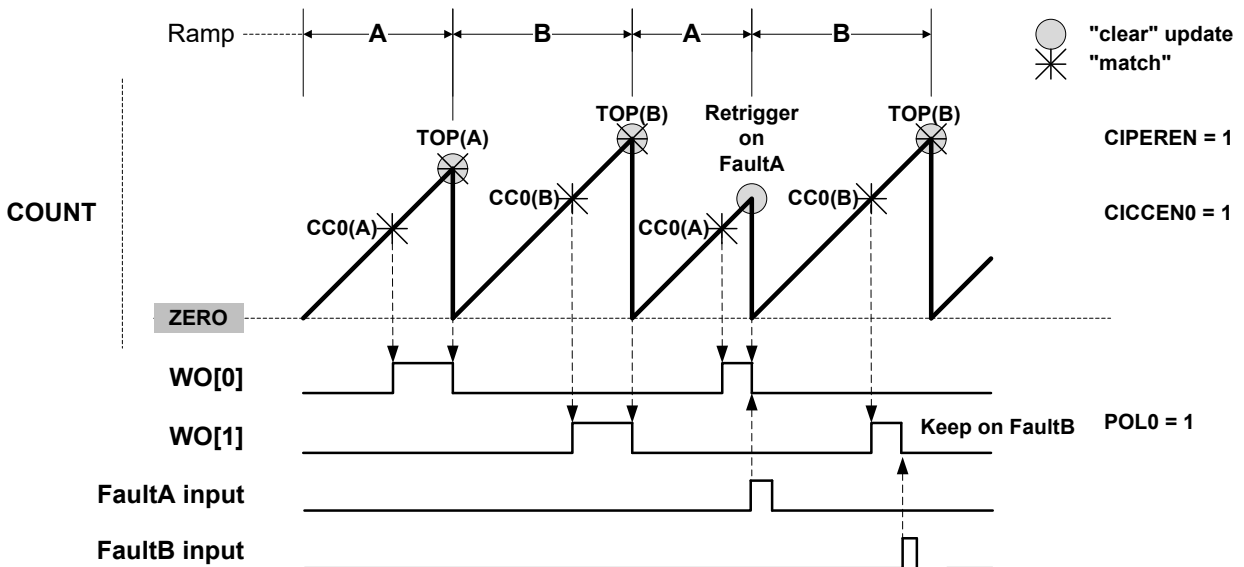 Ramp
A
B
A
B
"clear" update
"match"
TOP(A)
TOP(B)
Retrigger
on
FaultA
TOP(B)
CIPEREN = 1
COUNT
CC0(A)
CC0(B)
CC0(A)
CC0(B)
CICCEN0 = 1
ZERO
WO[0]
WO[1]
Keep on FaultB
POL0 = 1
FaultA input
FaultB input